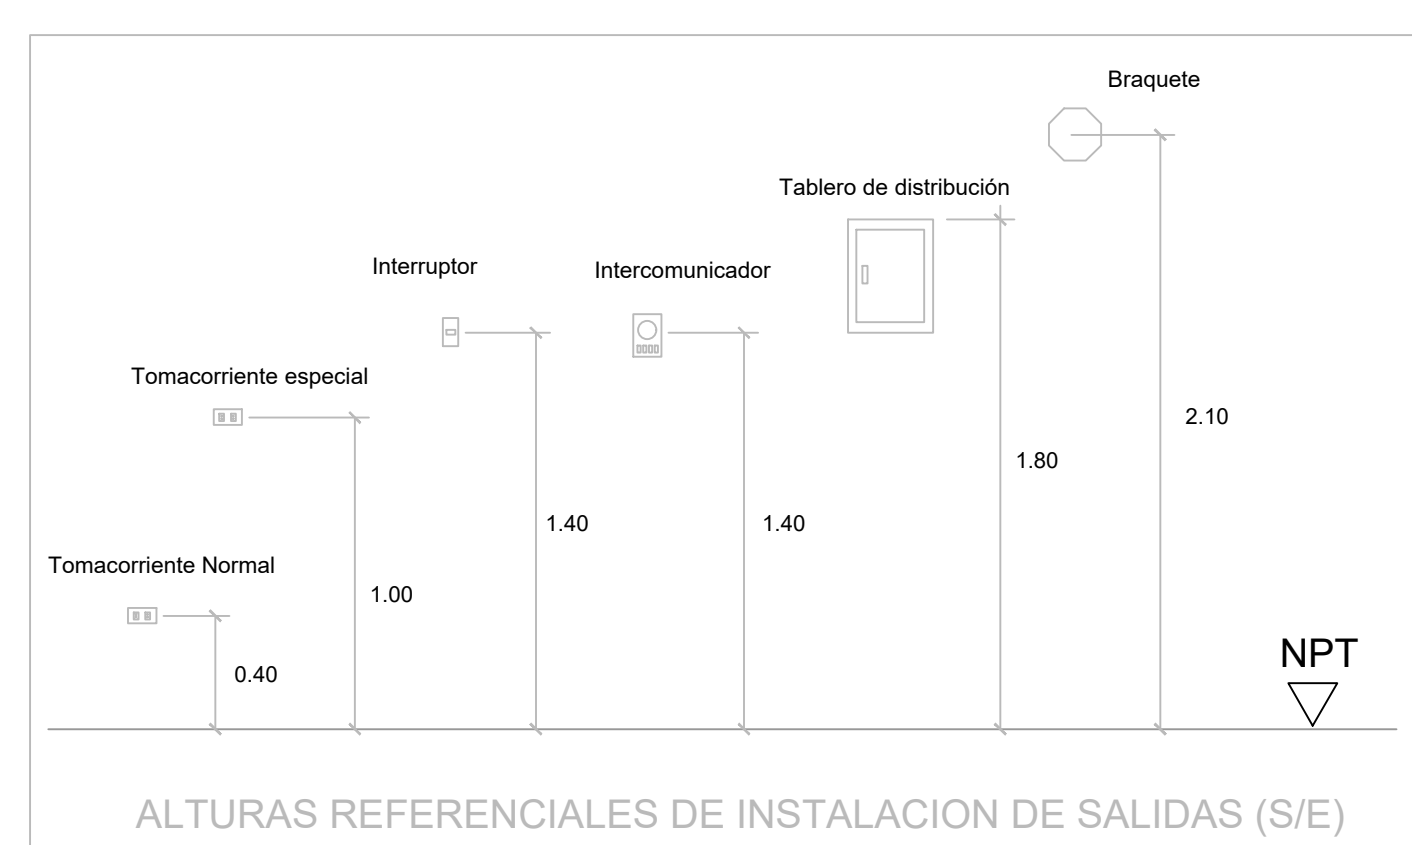 Braquete
Tablero de distribución
Interruptor
Intercomunicador
Tomacorriente especial
2.10
1.80
1.40
1.40
Tomacorriente Normal
1.00
NPT
0.40
ALTURAS REFERENCIALES DE INSTALACION DE SALIDAS (S/E)